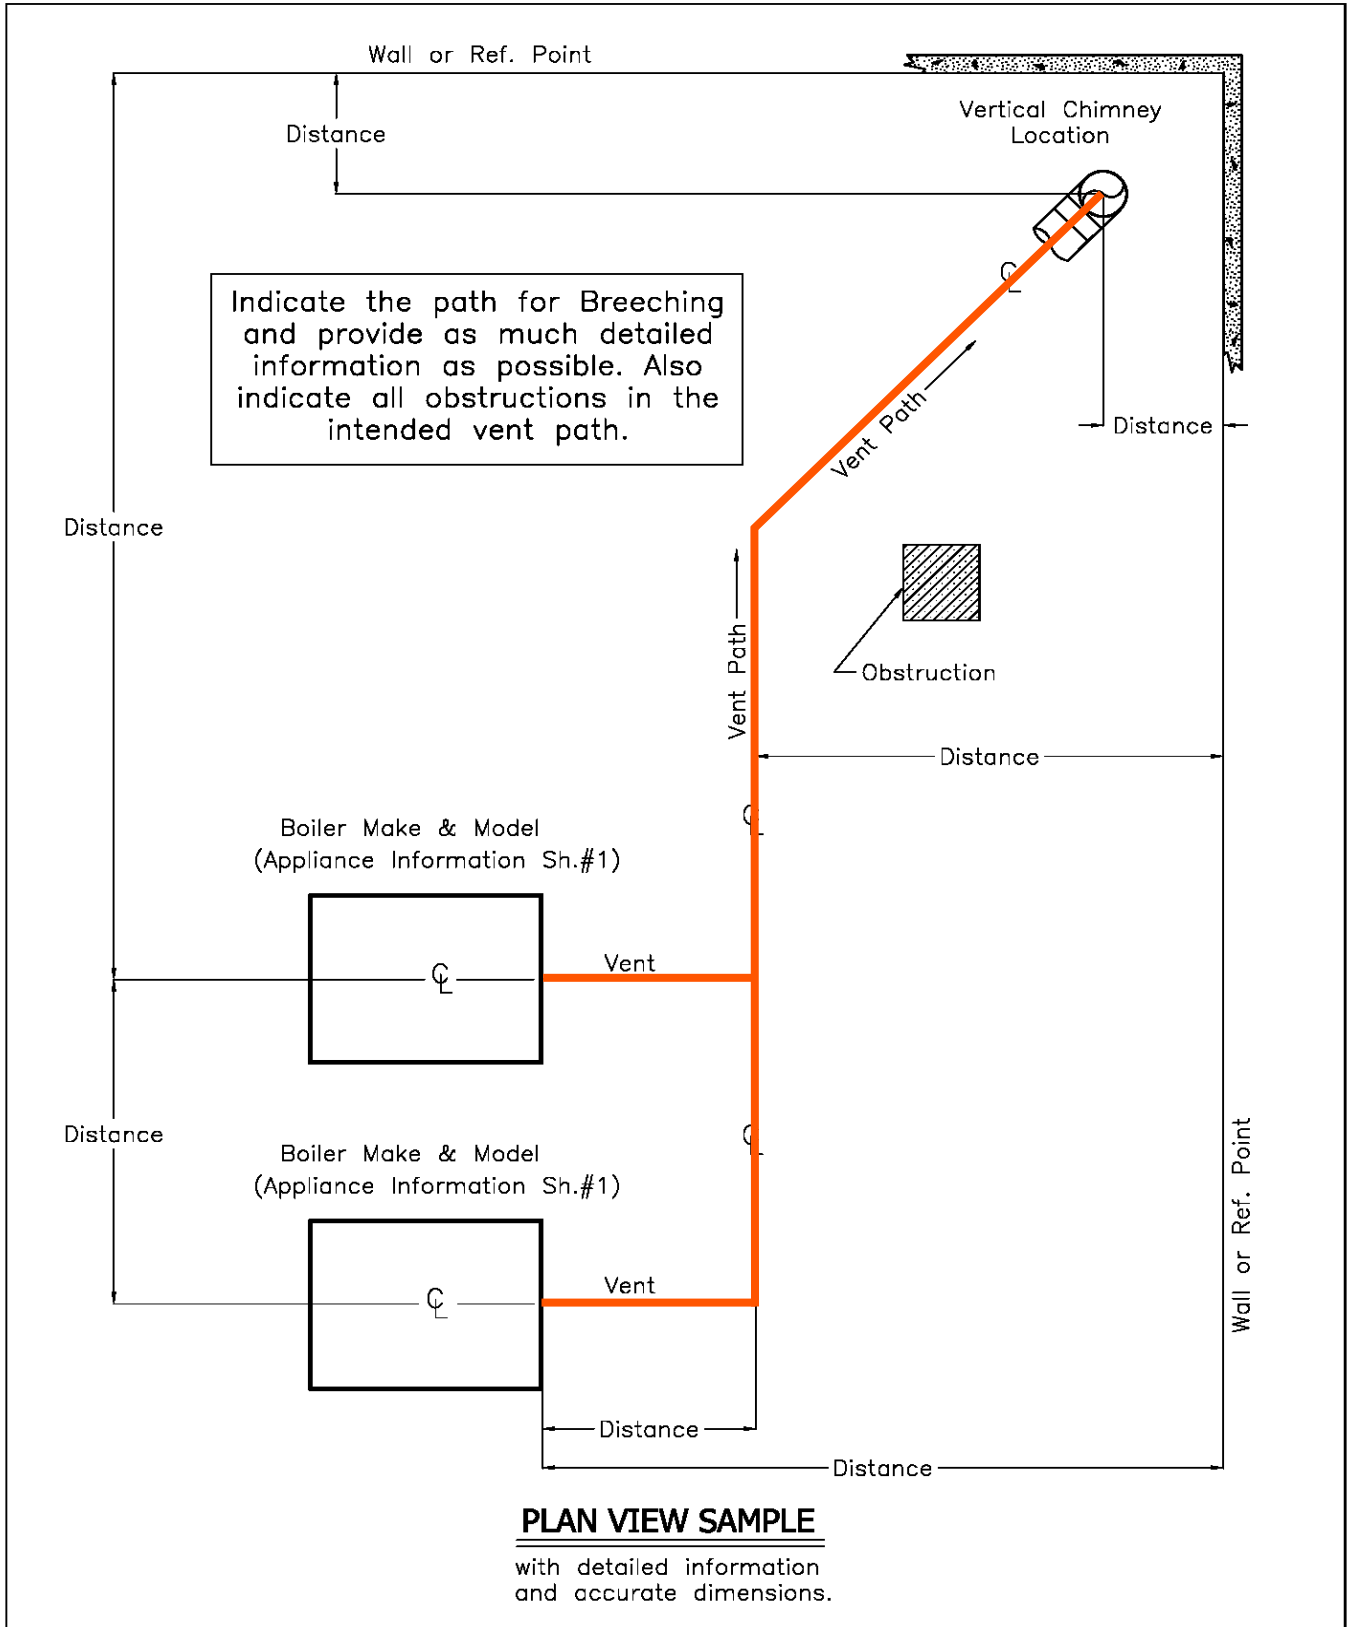 Wall or Ref. Point
Distance
Vertical Chimney
Location
Indicate the path for Breeching
and provide as much detailed
information as possible. Also
indicate all obstructions in the
intended vent path.
℄
Vent Path
Distance
Distance
Vent Path
Obstruction
Distance
℄
Boiler Make & Model
(Appliance Information Sh.#1)
℄
Vent
Distance
℄
Boiler Make & Model
(Appliance Information Sh.#1)
Wall or Ref. Point
℄
Vent
Distance
Distance
PLAN VIEW SAMPLE
with detailed information
and accurate dimensions.